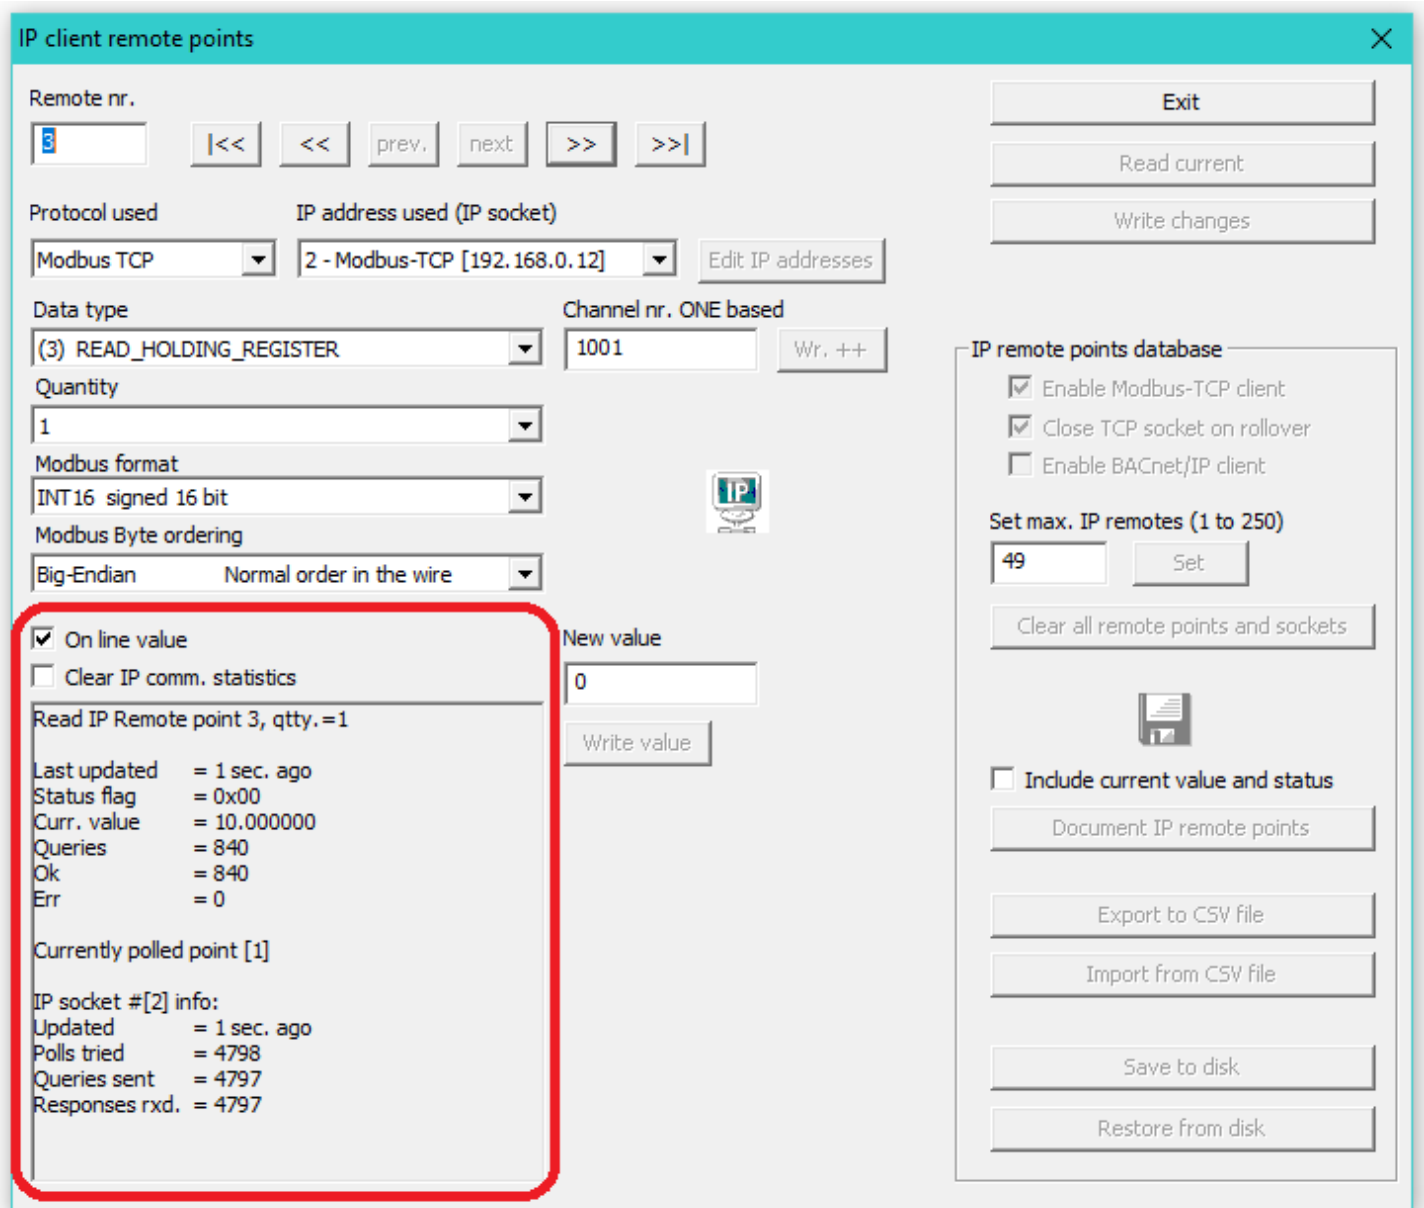 IP client remote points
Remote nr.
3
|<<
<<
prev.
next
>>
>>|
Exit
Read current
Write changes
Protocol used
IP address used (IP socket)
Modbus TCP
2 - Modbus-TCP [192.168.0.12]
Edit IP addresses
Data type
Channel nr. ONE based
(3) READ_HOLDING_REGISTER
1001
Wr. ++
Quantity
1
Modbus format
INT16 signed 16 bit
Modbus Byte ordering
Big-Endian Normal order in the wire
IP
IP remote points database
Enable Modbus-TCP client
Close TCP socket on rollover
Enable BACnet/IP client
Set max. IP remotes (1 to 250)
49
Set
Clear all remote points and sockets
On line value
Clear IP comm. statistics
New value
0
Write value
Read IP Remote point 3, qtty.=1
Last updated = 1 sec. ago
Status flag = 0x00
Curr. value = 10.000000
Queries = 840
Ok = 840
Err = 0
Currently polled point [1]
IP socket #[2] info:
Updated = 1 sec. ago
Polls tried = 4798
Queries sent = 4797
Responses rxd. = 4797
Include current value and status
Document IP remote points
Export to CSV file
Import from CSV file
Save to disk
Restore from disk